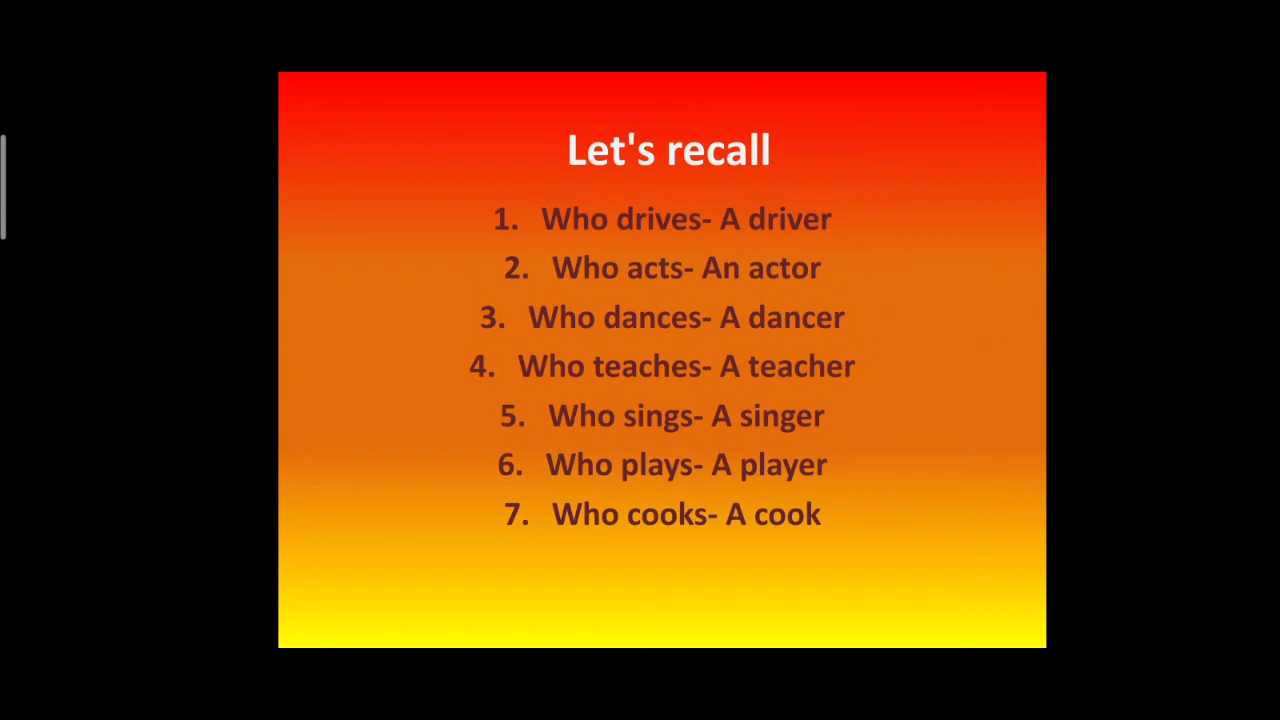 Let's recall
1. Who drives- A driver
2. Who acts- An actor
3. Who dances- A dancer
4. Who teaches- A teacher
5. Who sings- A singer
6. Who plays- A player
7. Who cooks- A cook